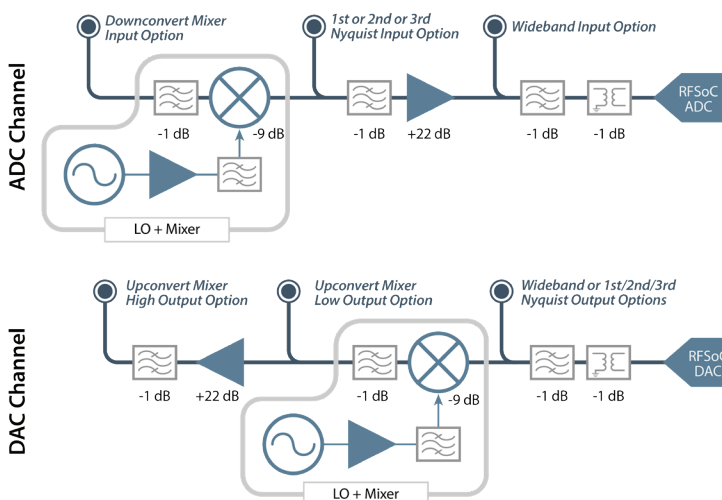 Downconvert Mixer
Input Option
1st or 2nd or 3rd
Nyquist Input Option
Wideband Input Option
ADC Channel
RFSoC
ADC
-1 dB
-9 dB
-1 dB
+22 dB
-1 dB
-1 dB
LO + Mixer
Upconvert Mixer
High Output Option
Upconvert Mixer
Low Output Option
Wideband or 1st/2nd/3rd
Nyquist Output Options
DAC Channel
RFSoC
DAC
-1 dB
+22 dB
-1 dB
-9 dB
-1 dB
-1 dB
LO + Mixer